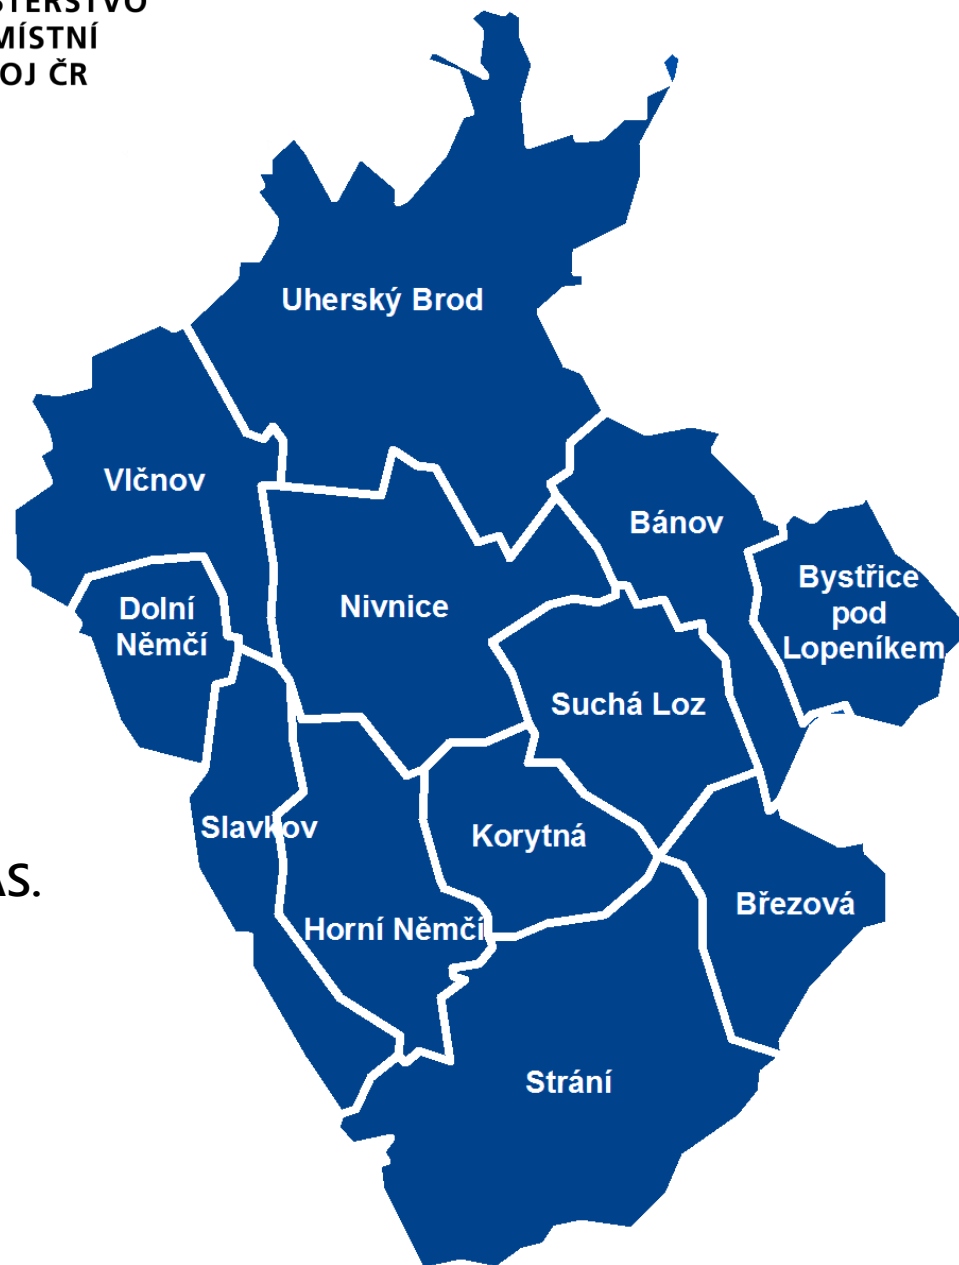 MÍSTNÍ
ČR
Uherský Brod
Vlčnov
Bánov
Bystřice
pod
Lopeníkem
Dolní
Němčí
Nivnice
Suchá Loz
Slavkov
Korytná
Horní Němčí
Březová
Strání